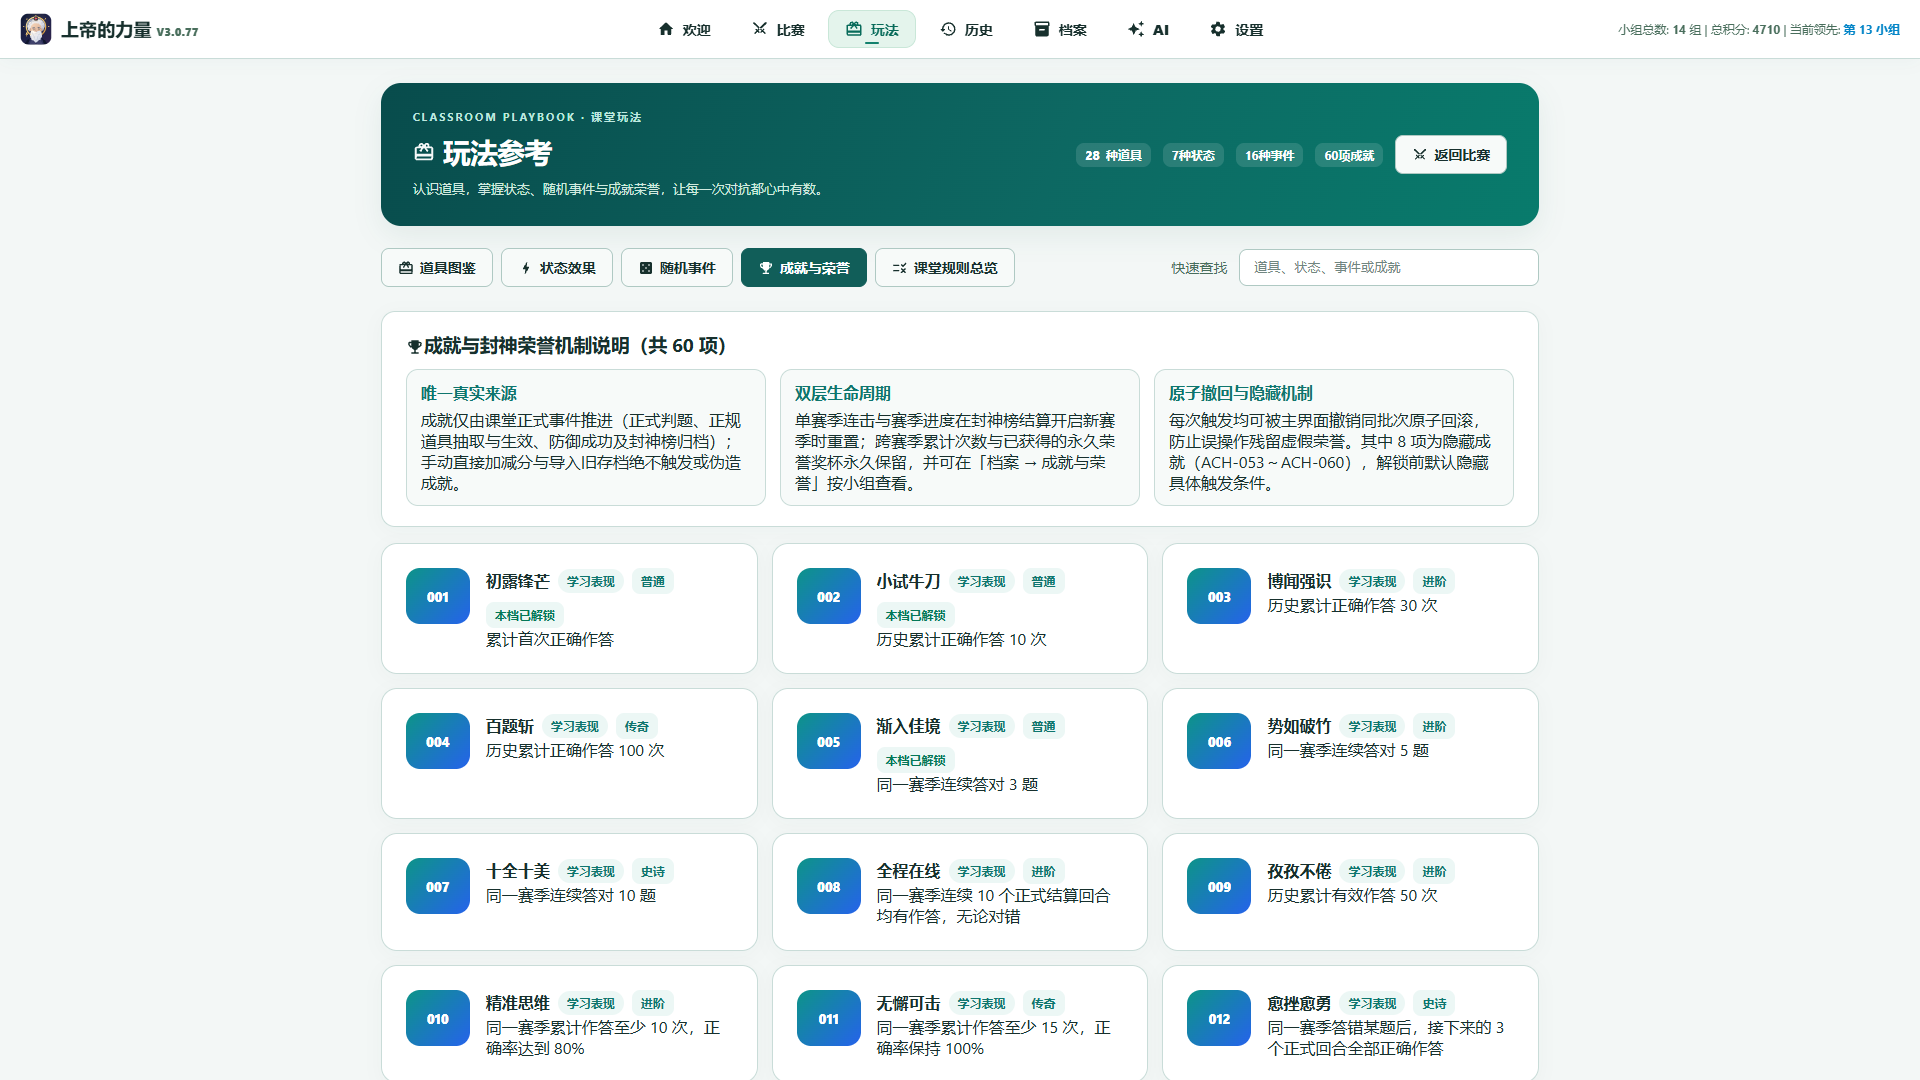 上帝的力量 V3.0.77
欢迎
比赛
玩法
历史
档案
AI
设置
小组总数: 14 组 | 总积分: 4710 | 当前领先: 第 13 小组
CLASSROOM PLAYBOOK · 课堂玩法
玩法参考
认识道具，掌握状态、随机事件与成就荣誉，让每一次对抗都心中有数。
28 种道具
7种状态
16种事件
60项成就
返回比赛
道具图鉴
状态效果
随机事件
成就与荣誉
课堂规则总览
快速查找
道具、状态、事件或成就
成就与封神荣誉机制说明（共 60 项）
唯一真实来源
成就仅由课堂正式事件推进（正式判题、正规
道具抽取与生效、防御成功及封神榜归档）；
手动直接加减分与导入旧存档绝不触发或伪造
成就。
双层生命周期
单赛季连击与赛季进度在封神榜结算开启新赛
季时重置；跨赛季累计次数与已获得的永久荣
誉奖杯永久保留，并可在「档案 → 成就与荣
誉」按小组查看。
原子撤回与隐藏机制
每次触发均可被主界面撤销同批次原子回滚，
防止误操作残留虚假荣誉。其中 8 项为隐藏成
就（ACH-053 ~ ACH-060），解锁前默认隐藏
具体触发条件。
001
初露锋芒 学习表现 普通
本档已解锁
累计首次正确作答
002
小试牛刀 学习表现 普通
本档已解锁
历史累计正确作答 10 次
003
博闻强识 学习表现 进阶
历史累计正确作答 30 次
004
百题斩 学习表现 传奇
历史累计正确作答 100 次
005
渐入佳境 学习表现 普通
本档已解锁
同一赛季连续答对 3 题
006
势如破竹 学习表现 进阶
同一赛季连续答对 5 题
007
十全十美 学习表现 史诗
同一赛季连续答对 10 题
008
全程在线 学习表现 进阶
同一赛季连续 10 个正式结算回合
均有作答，无论对错
009
孜孜不倦 学习表现 进阶
历史累计有效作答 50 次
010
精准思维 学习表现 进阶
同一赛季累计作答至少 10 次，正
确率达到 80%
011
无懈可击 学习表现 传奇
同一赛季累计作答至少 15 次，正
确率保持 100%
012
愈挫愈勇 学习表现 史诗
同一赛季答错某题后，接下来的 3
个正式回合全部正确作答